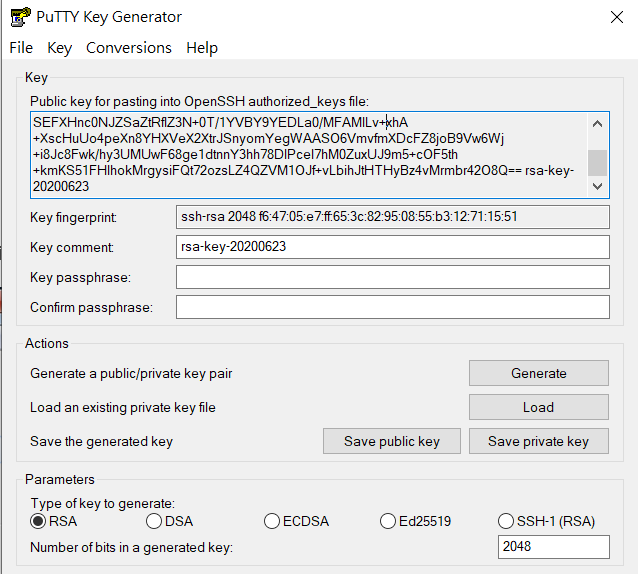 PuTTY Key Generator
File Key Conversions Help
Key
Public key for pasting into OpenSSH authorized_keys file:
SEFXHnc0NJZSaZtRflZ3N+0T/1YVBY9YEDLa0/MFAMlLv+xhA
+XscHuUo4peXn8YHXVeX2XtrJSnyomYegWAASO6VmvfmXDcFZ8joB9Vw6Wj
+i8Jc8Fwk/hy3UMUwF68ge1dtnnY3hh78DIPceI7hM0ZuxUJ9m5+cOF5th
+kmKS51FHlhokMrgysiFQt72ozsLZ4QZVM1OJf+vLbihJtHTHyBz4vMrmbr42O8Q== rsa-key-
20200623
Key fingerprint: ssh-rsa 2048 f6:47:05:e7:ff:65:3c:82:95:08:55:b3:12:71:15:51
Key comment: rsa-key-20200623
Key passphrase:
Confirm passphrase:
Actions
Generate a public/private key pair Generate
Load an existing private key file Load
Save the generated key Save public key Save private key
Parameters
Type of key to generate:
RSA DSA ECDSA Ed25519 SSH-1 (RSA)
Number of bits in a generated key: 2048